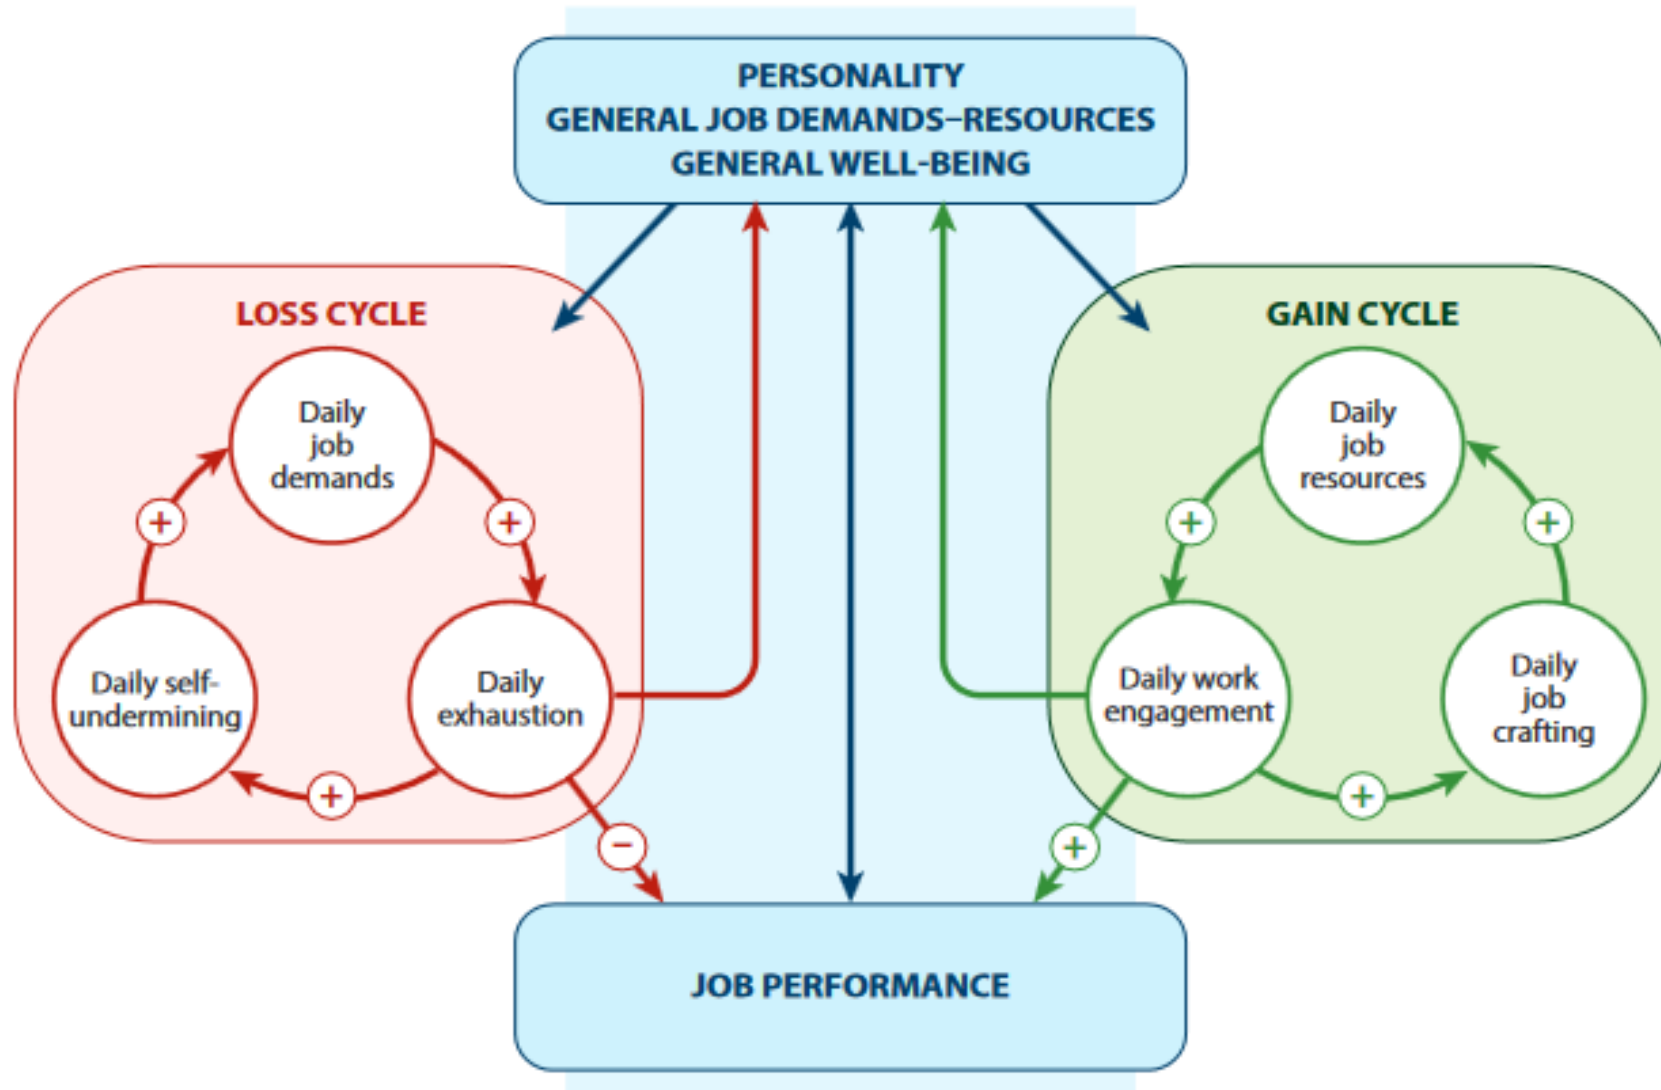 PERSONALITY
GENERAL JOB DEMANDS–RESOURCES
GENERAL WELL-BEING
LOSS CYCLE
Daily
job
demands
+
+
Daily self-
undermining
Daily
exhaustion
+
−
GAIN CYCLE
Daily
job
resources
+
+
Daily work
engagement
Daily
job
crafting
+
+
JOB PERFORMANCE